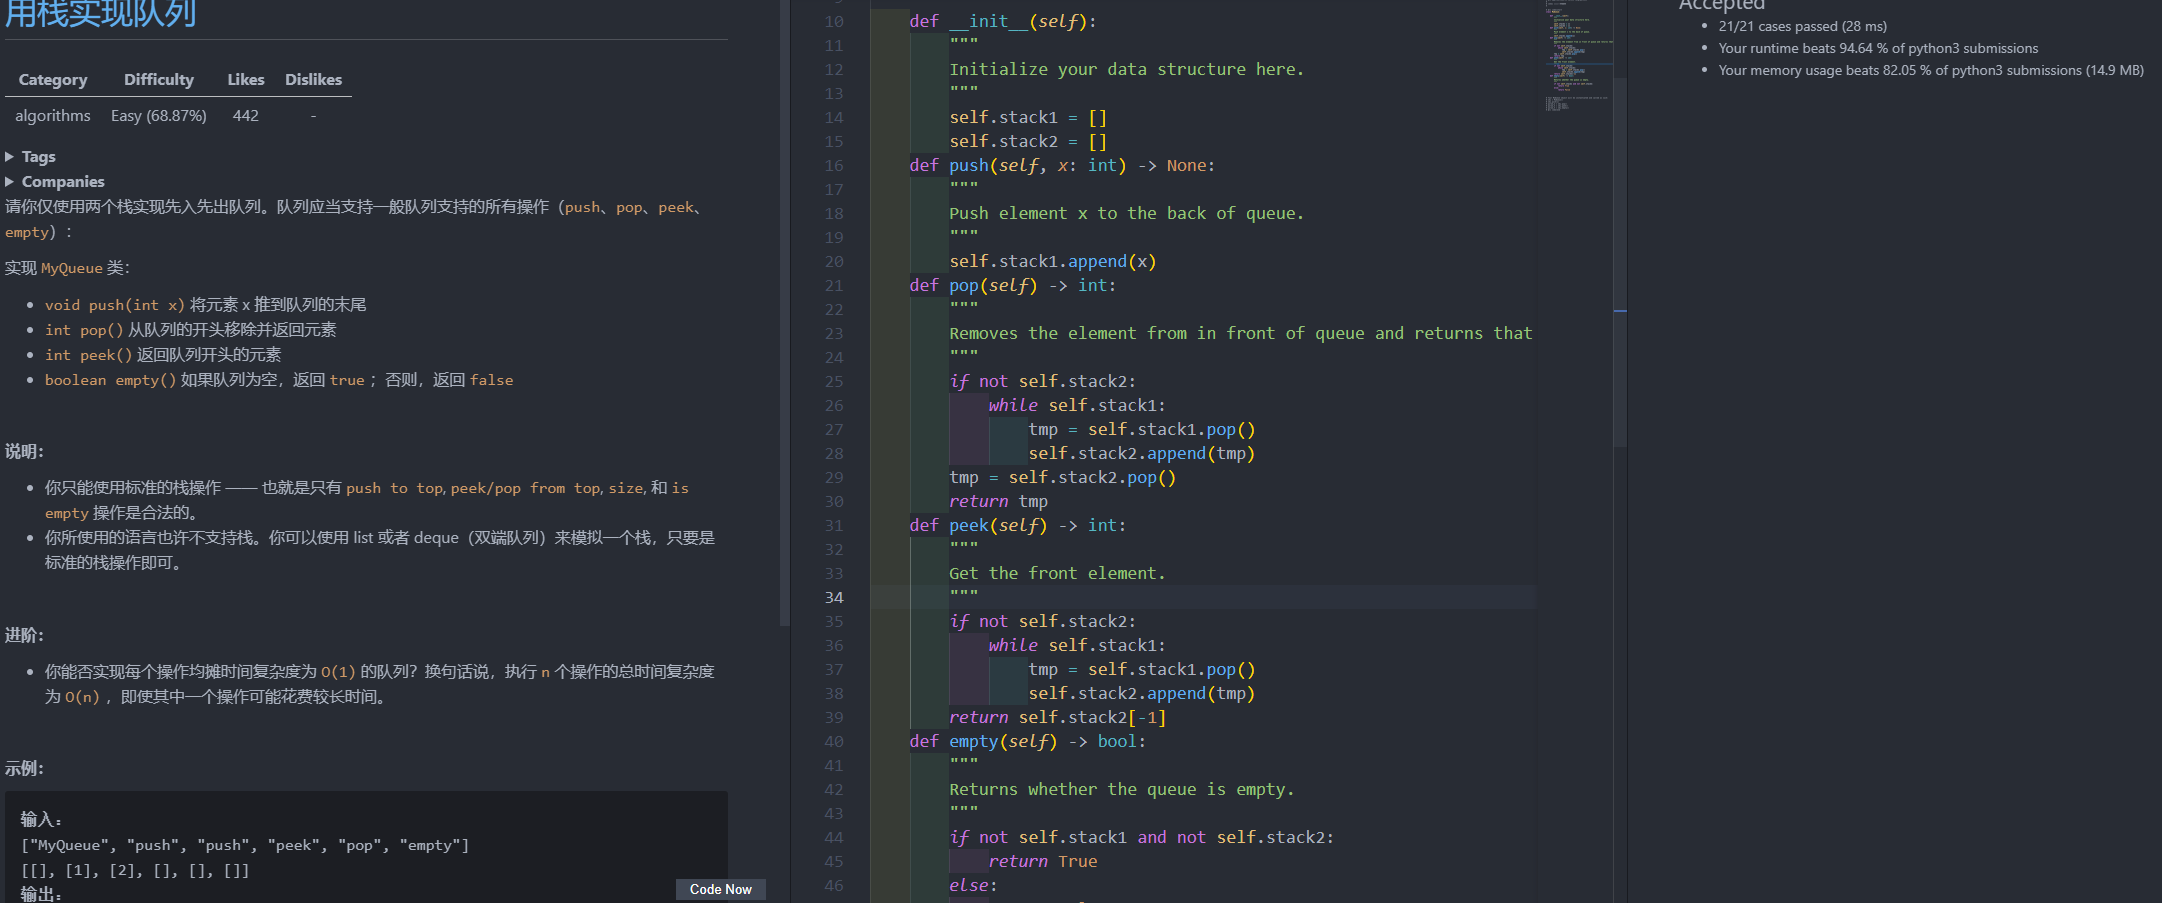 用栈实现队列
Category Difficulty Likes Dislikes
algorithms Easy (68.87%) 442 -
▶ Tags
▶ Companies
请你仅使用两个栈实现先入先出队列。队列应当支持一般队列支持的所有操作（push、pop、peek、
empty）：
实现 MyQueue 类：
• void push(int x) 将元素 x 推到队列的末尾
• int pop() 从队列的开头移除并返回元素
• int peek() 返回队列开头的元素
• boolean empty() 如果队列为空，返回 true ；否则，返回 false
说明：
• 你只能使用标准的栈操作 —— 也就是只有 push to top, peek/pop from top, size, 和 is
empty 操作是合法的。
• 你所使用的语言也许不支持栈。你可以使用 list 或者 deque（双端队列）来模拟一个栈，只要是
标准的栈操作即可。
进阶：
• 你能否实现每个操作均摊时间复杂度为 O(1) 的队列？换句话说，执行 n 个操作的总时间复杂度
为 O(n) ，即使其中一个操作可能花费较长时间。
示例：
输入：
["MyQueue", "push", "push", "peek", "pop", "empty"]
[[], [1], [2], [], [], []]
输出：
Code Now
10 def __init__(self):
11 """
12 Initialize your data structure here.
13 """
14 self.stack1 = []
15 self.stack2 = []
16 def push(self, x: int) -> None:
17 """
18 Push element x to the back of queue.
19 """
20 self.stack1.append(x)
21 def pop(self) -> int:
22 """
23 Removes the element from in front of queue and returns that
24 """
25 if not self.stack2:
26 while self.stack1:
27 tmp = self.stack1.pop()
28 self.stack2.append(tmp)
29 tmp = self.stack2.pop()
30 return tmp
31 def peek(self) -> int:
32 """
33 Get the front element.
34 """
35 if not self.stack2:
36 while self.stack1:
37 tmp = self.stack1.pop()
38 self.stack2.append(tmp)
39 return self.stack2[-1]
40 def empty(self) -> bool:
41 """
42 Returns whether the queue is empty.
43 """
44 if not self.stack1 and not self.stack2:
45 return True
46 else:
Accepted
• 21/21 cases passed (28 ms)
• Your runtime beats 94.64 % of python3 submissions
• Your memory usage beats 82.05 % of python3 submissions (14.9 MB)